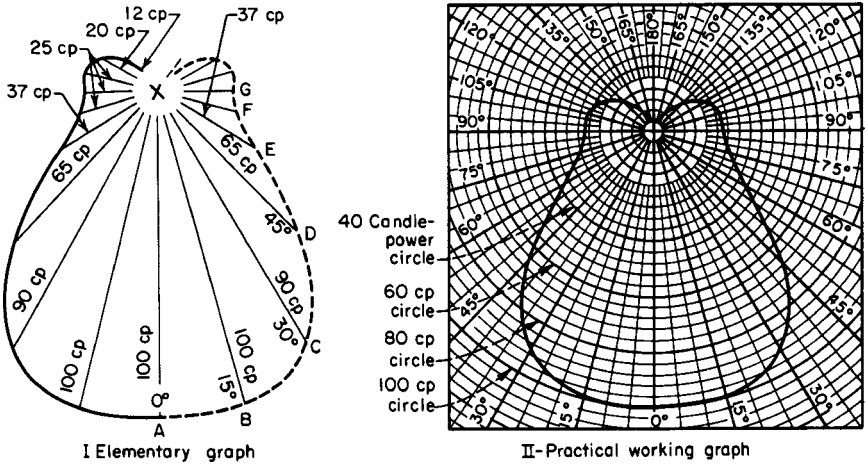 12 cp
20 cp
25 cp
37 cp
37 cp
X
G
F
E
65 cp
65 cp
45°
D
90 cp
90 cp
30°
C
100 cp
100 cp
100 cp
0°
15°
A
B
I Elementary graph
120°
135°
150°
165°
180°
165°
150°
135°
120°
105°
105°
90°
90°
75°
75°
60°
60°
45°
45°
30°
30°
15°
15°
0°
40 Candle-
power
circle
60 cp
circle
80 cp
circle
100 cp
circle
II-Practical working graph